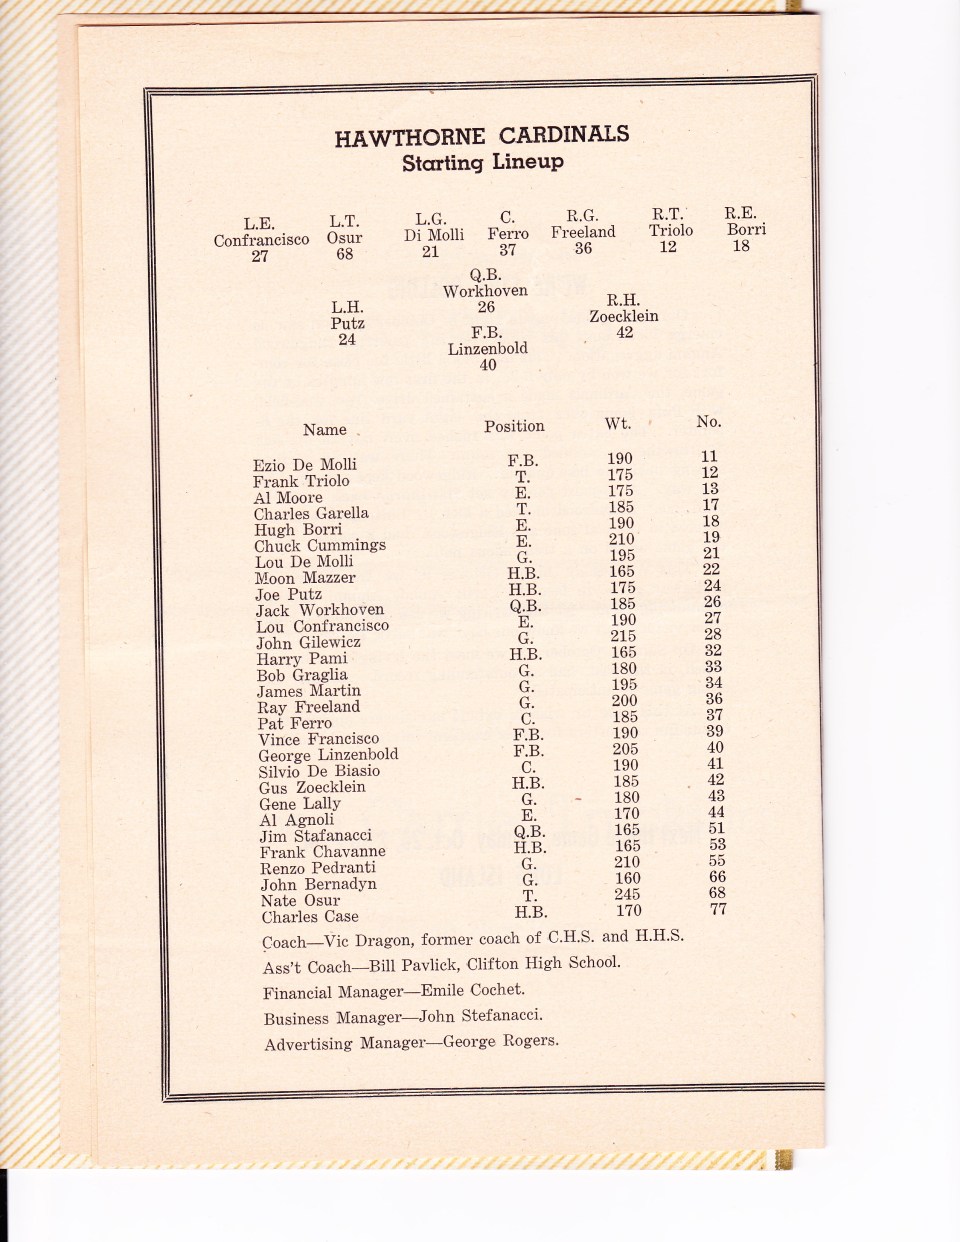 HAWTHORNE CARDINALS
Starting Lineup
L.E. L.T. L.G. C. R.G. R.T. R.E.
Confrancisco Osur Di Molli Ferro Freeland Triolo Borri
27 68 21 37 36 12 18
Q.B.
Workhoven
26
L.H. R.H.
Putz Zoecklein
24 42
F.B.
Linzenbold
40
Name Position Wt. No.
Ezio De Molli F.B. 190 11
Frank Triolo T. 175 12
Al Moore E. 175 13
Charles Garella T. 185 17
Hugh Borri E. 190 18
Chuck Cummings E. 210 19
Lou De Molli G. 195 21
Moon Mazzer H.B. 165 22
Joe Putz H.B. 175 24
Jack Workhoven Q.B. 185 26
Lou Confrancisco E. 190 27
John Gilewicz G. 215 28
Harry Pami H.B. 165 32
Bob Graglia G. 180 33
James Martin G. 195 34
Ray Freeland G. 200 36
Pat Ferro C. 185 37
Vince Francisco F.B. 190 39
George Linzenbold F.B. 205 40
Silvio De Biasio C. 190 41
Gus Zoecklein H.B. 185 42
Gene Lally G. 180 43
Al Agnoli E. 170 44
Jim Stafanacci Q.B. 165 51
Frank Chavanne H.B. 165 53
Renzo Pedranti G. 210 55
John Bernadyn G. 160 66
Nate Osur T. 245 68
Charles Case H.B. 170 77
Coach—Vic Dragon, former coach of C.H.S. and H.H.S.
Ass't Coach—Bill Pavlick, Clifton High School.
Financial Manager—Emile Cochet.
Business Manager—John Stefanacci.
Advertising Manager—George Rogers.